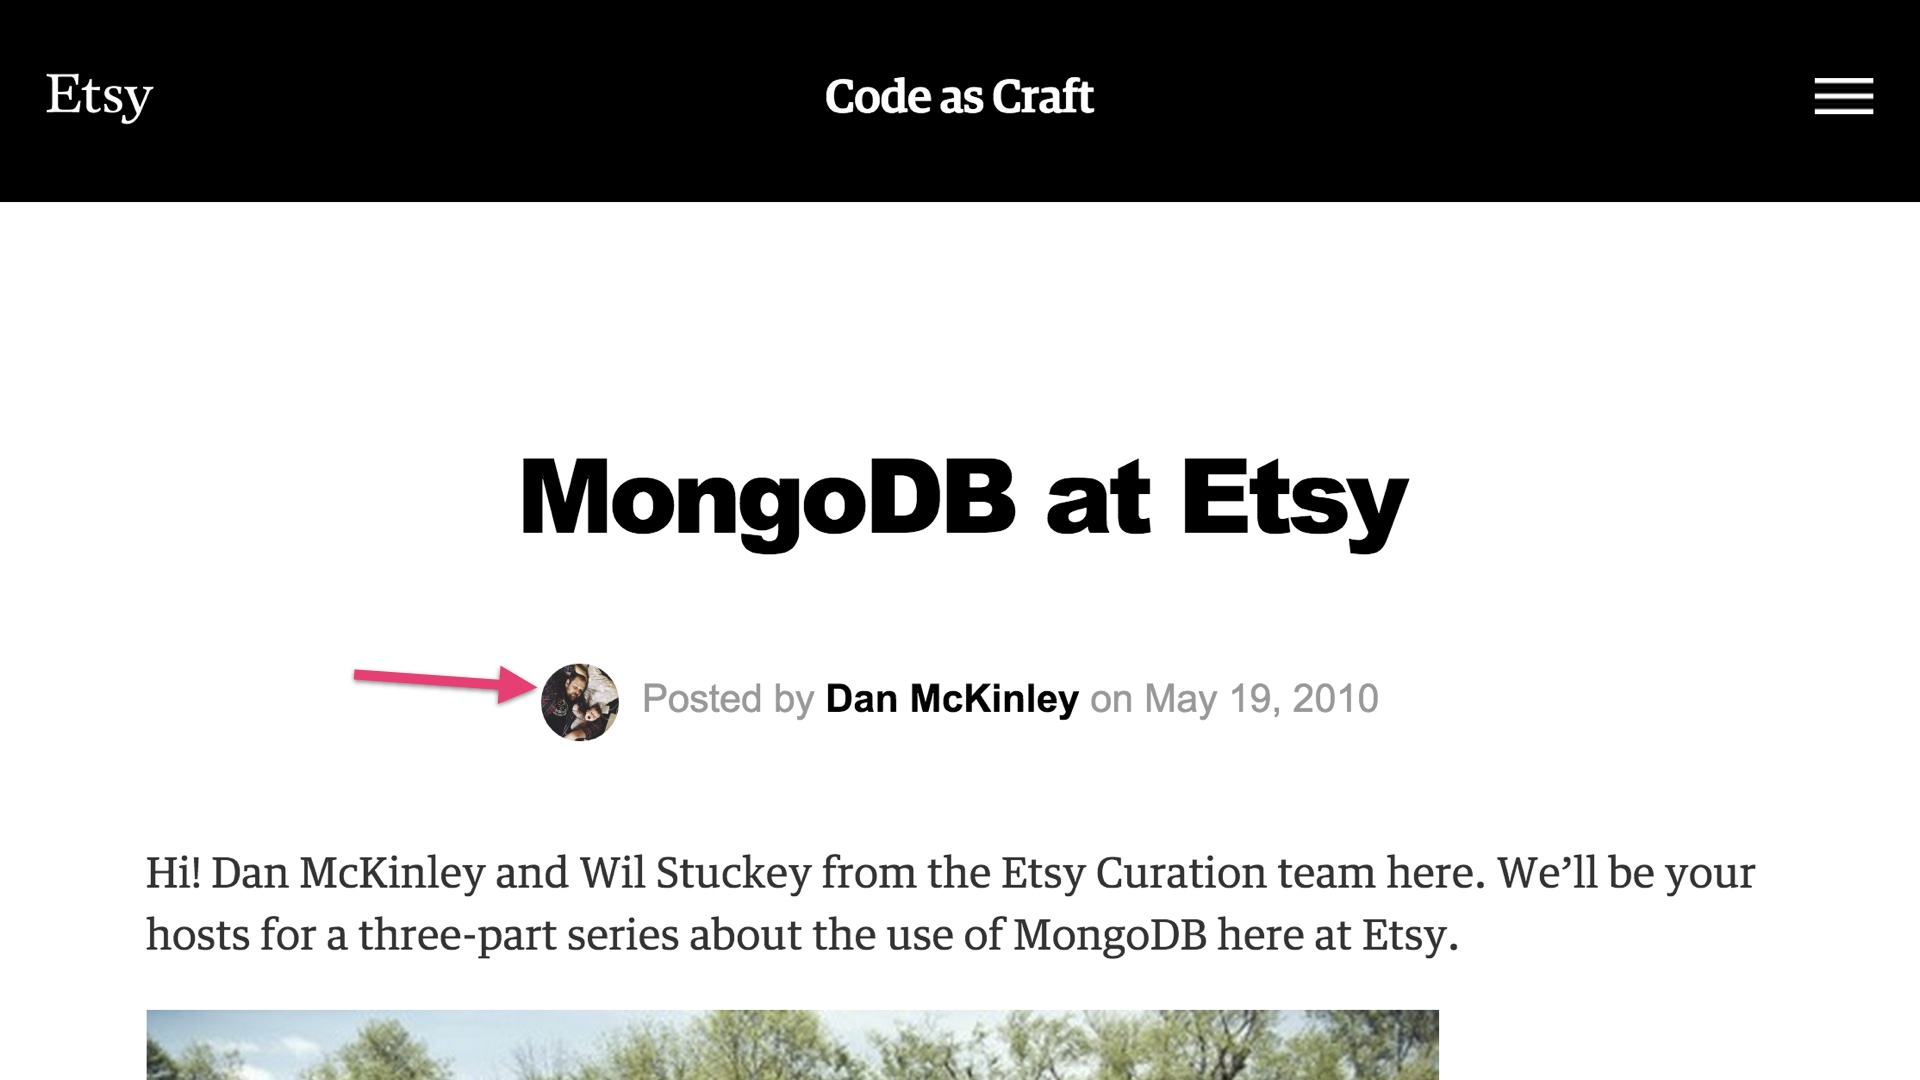 Etsy
Code as Craft
MongoDB at Etsy
Posted by Dan McKinley on May 19, 2010
Hi! Dan McKinley and Wil Stuckey from the Etsy Curation team here. We’ll be your
hosts for a three-part series about the use of MongoDB here at Etsy.